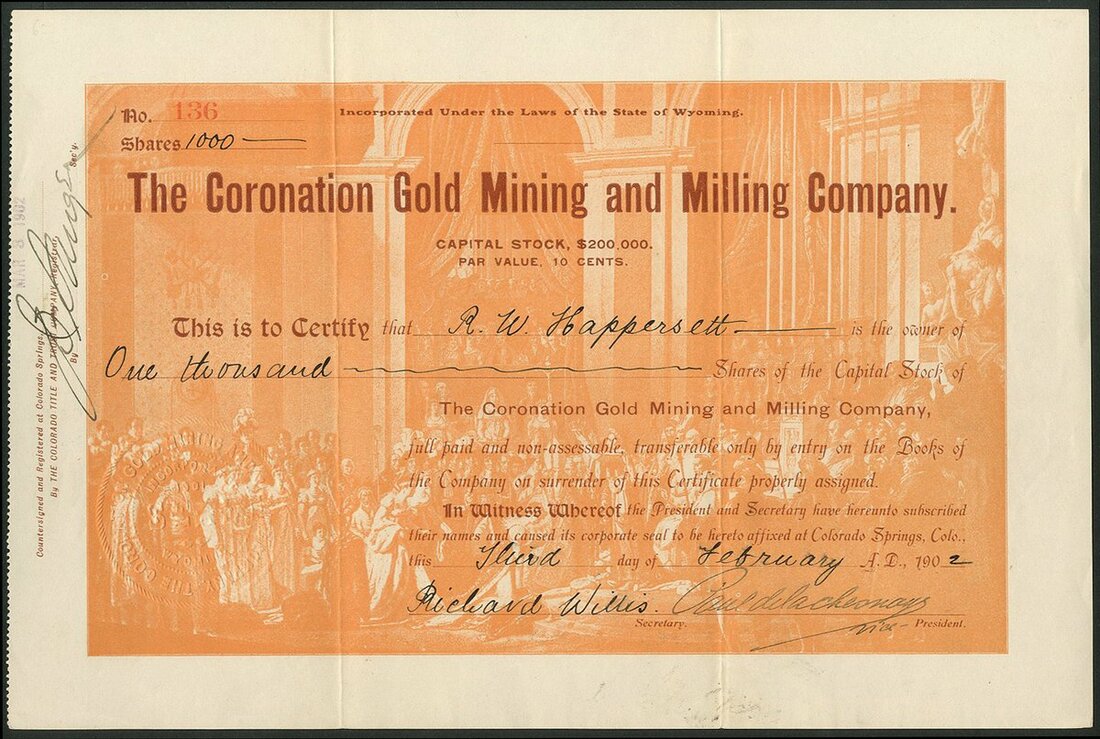 No. 136
Incorporated Under the Laws of the State of Wyoming.
Shares 1000
The Coronation Gold Mining and Milling Company.
CAPITAL STOCK, $200,000.
PAR VALUE, 10 CENTS.
This is to Certify that R. W. Happersett is the owner of
One thousand Shares of the Capital Stock of
The Coronation Gold Mining and Milling Company,
full paid and non-assessable, transferable only by entry on the Books of
the Company on surrender of this Certificate properly assigned.
In Witness Whereof the President and Secretary have hereunto subscribed
their names and caused its corporate seal to be hereto affixed at Colorado Springs, Colo.,
this Third day of February A.D., 1902
Richard Willis.
Secretary. Vice- President.
Countersigned and Registered at Colorado Springs,
MAR 3 1902
By THE COLORADO TITLE AND TRUST COMPANY Registrar,
By Sec'y.